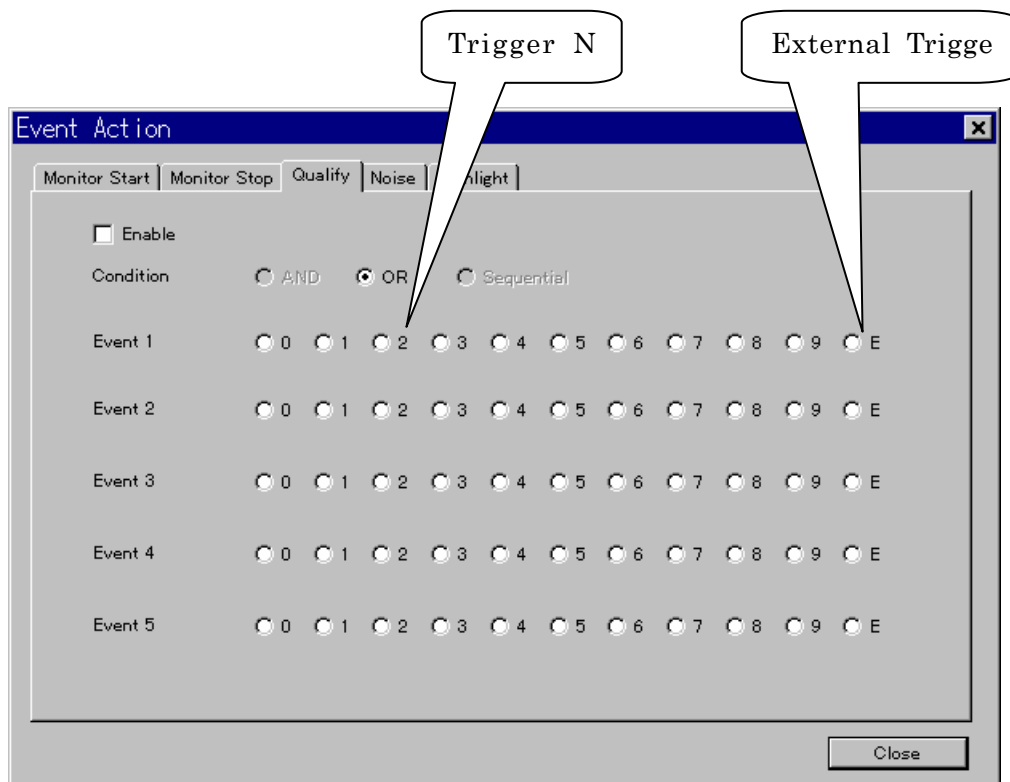 Trigger N
External Trigge
Event Action
Monitor Start Monitor Stop Qualify Noise
Enable
Condition AND OR Sequential
Event 1 0 1 2 3 4 5 6 7 8 9 E
Event 2 0 1 2 3 4 5 6 7 8 9 E
Event 3 0 1 2 3 4 5 6 7 8 9 E
Event 4 0 1 2 3 4 5 6 7 8 9 E
Event 5 0 1 2 3 4 5 6 7 8 9 E
Close